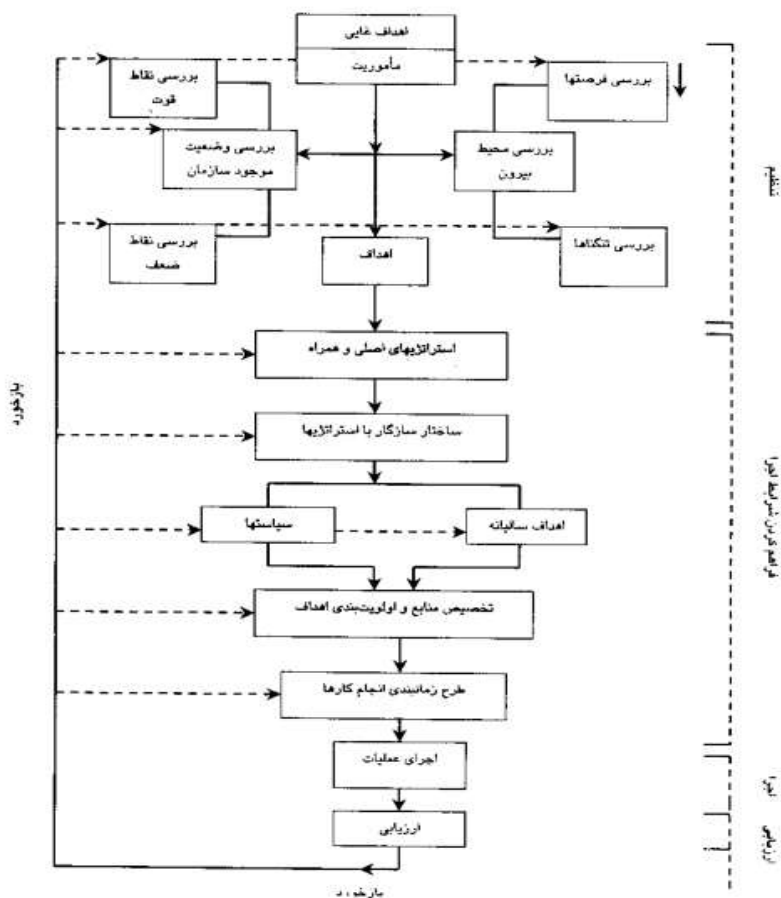 اهداف غایی
مأموریت
بررسی فرصتها
بررسی نقاط
قوت
بررسی محیط
بیرون
بررسی وضعیت
موجود سازمان
بررسی تنگناها
اهداف
بررسی نقاط
ضعف
استراتژیهای اصلی و همراه
ساختار سازگار با استراتژیها
اهداف سالیانه
سیاستها
تخصیص منابع و اولویت‌بندی اهداف
طرح زمانبندی انجام کارها
اجرای عملیات
ارزیابی
بازخورد
بازخورد
تنظیم
فراهم کردن شرایط اجرا
اجرا
ارزیابی